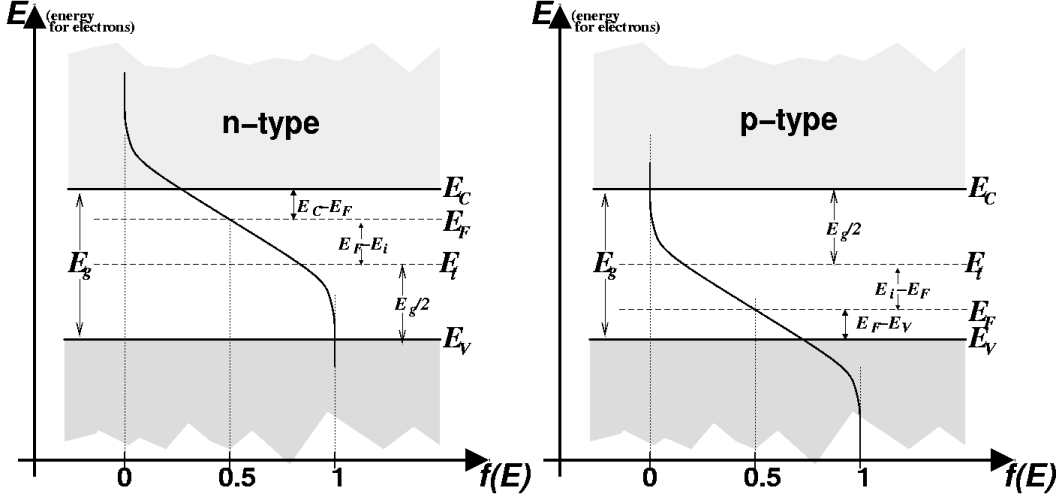 E (energy for electrons)
n-type
E_C
E_C-E_F
E_F
E_F-E_i
E_g
E_i
E_g/2
E_V
0 0.5 1 f(E)
E (energy for electrons)
p-type
E_C
E_g/2
E_g
E_i
E_i-E_F
E_F
E_F-E_V
E_V
0 0.5 1 f(E)